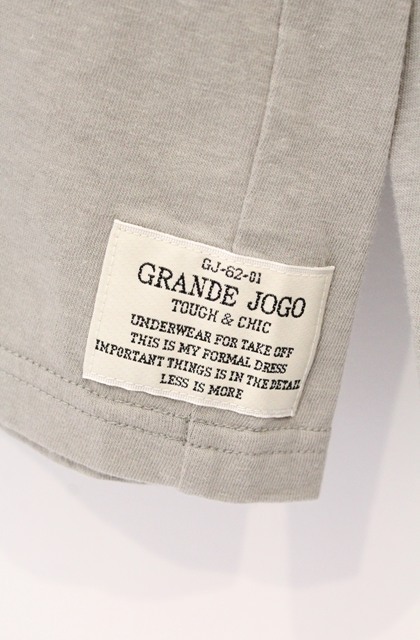 GJ-62-01
GRANDE JOGO
TOUGH & CHIC
UNDERWEAR FOR TAKE OFF
THIS IS MY FORMAL DRESS
IMPORTANT THINGS IS IN THE DETAIL
LESS IS MORE